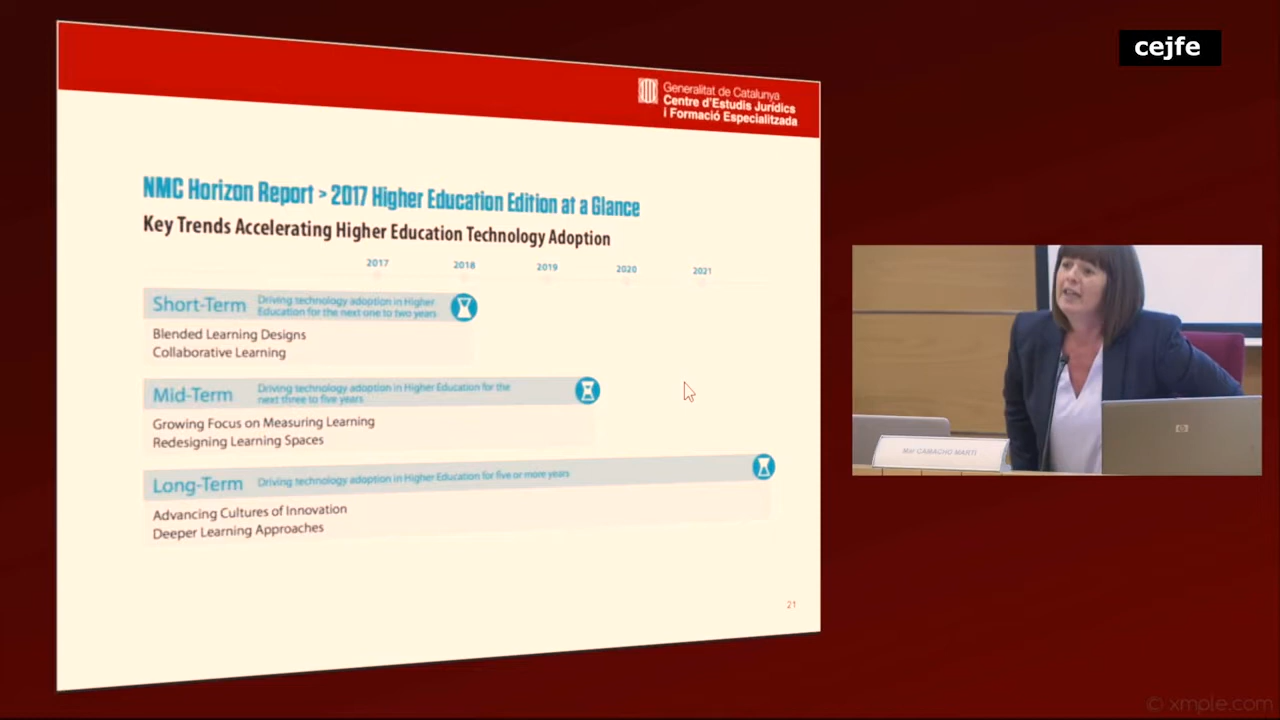 cejfe
Generalitat de Catalunya
Centre d'Estudis Jurídics
i Formació Especialitzada
NMC Horizon Report > 2017 Higher Education Edition at a Glance
Key Trends Accelerating Higher Education Technology Adoption
2017 2018 2019 2020 2021
Short-Term
Driving technology adoption in Higher
Education for the next one to two years
Blended Learning Designs
Collaborative Learning
Mid-Term
Driving technology adoption in Higher Education for the
next three to five years
Growing Focus on Measuring Learning
Redesigning Learning Spaces
Long-Term
Driving technology adoption in Higher Education for five or more years
Advancing Cultures of Innovation
Deeper Learning Approaches
21
Mar CAMACHO MARTÍ
hp
© xmple.com